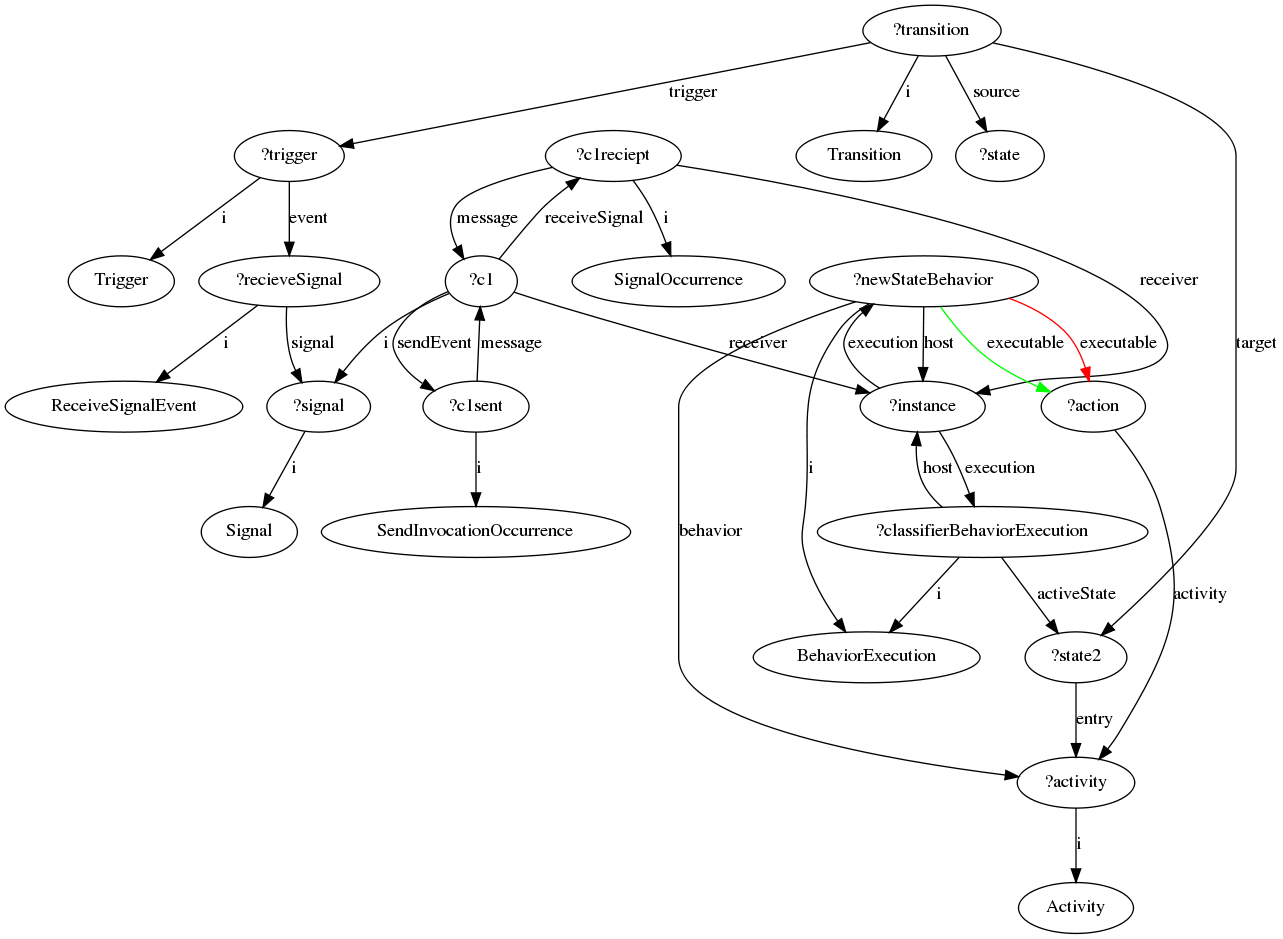 ?transition
trigger
i
source
?trigger
?c1reciept
Transition
?state
i
event
message
receiveSignal
i
Trigger
?recieveSignal
?c1
SignalOccurrence
?newStateBehavior
receiver
i
signal
i
sendEvent
message
receiver
execution
host
executable
executable
target
ReceiveSignalEvent
?signal
?c1sent
?instance
?action
i
i
i
host
execution
Signal
SendInvocationOccurrence
?classifierBehaviorExecution
behavior
i
activeState
activity
BehaviorExecution
?state2
entry
?activity
i
Activity